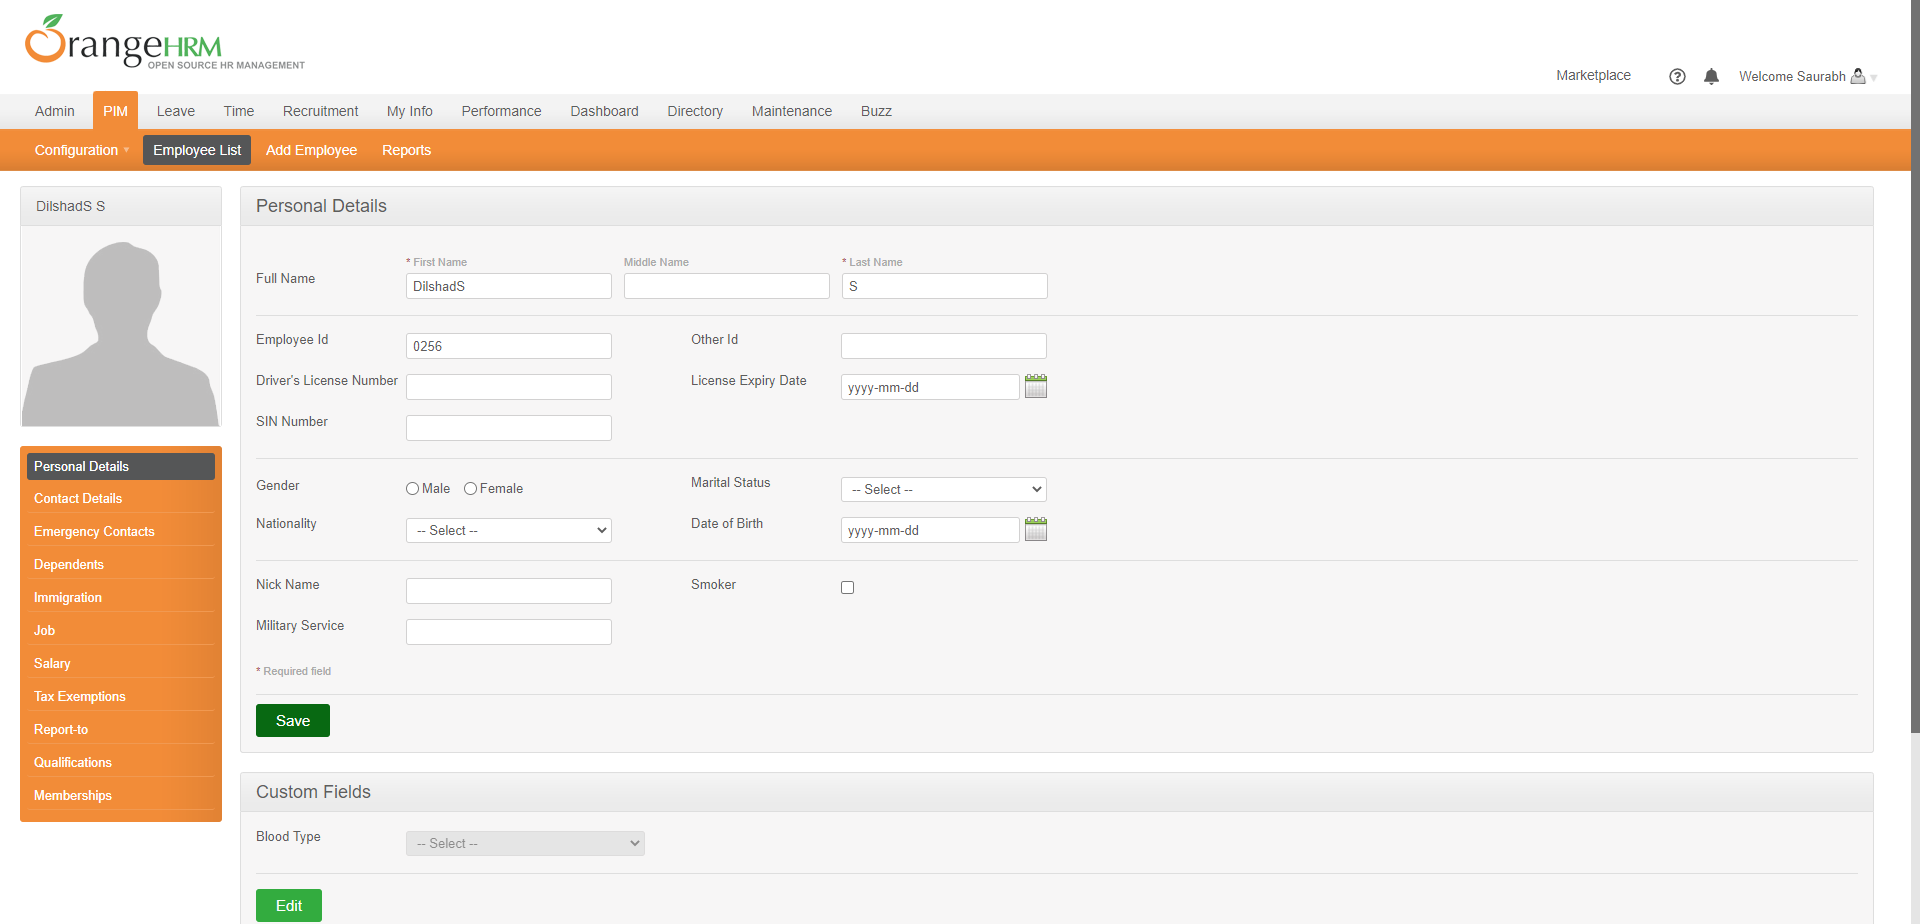 OrangeHRM
OPEN SOURCE HR MANAGEMENT
Marketplace Welcome Saurabh
Admin PIM Leave Time Recruitment My Info Performance Dashboard Directory Maintenance Buzz
Configuration Employee List Add Employee Reports
DilshadS S
Personal Details
* First Name Middle Name * Last Name
Full Name DilshadS S
Employee Id 0256 Other Id
Driver's License Number License Expiry Date yyyy-mm-dd
SIN Number
Gender Male Female Marital Status -- Select --
Nationality -- Select -- Date of Birth yyyy-mm-dd
Nick Name Smoker
Military Service
* Required field
Save
Personal Details
Contact Details
Emergency Contacts
Dependents
Immigration
Job
Salary
Tax Exemptions
Report-to
Qualifications
Memberships
Custom Fields
Blood Type -- Select --
Edit